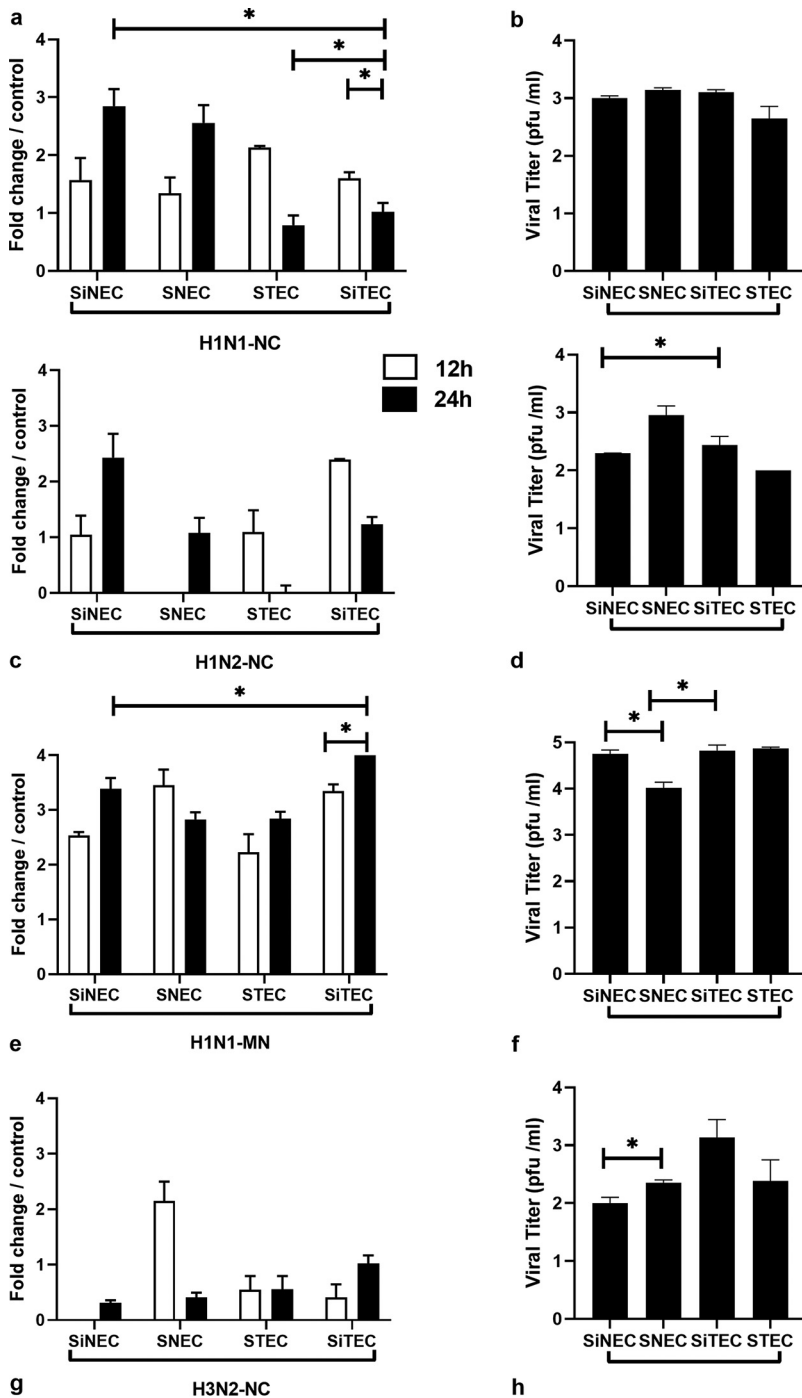 a
*
*
*
Fold change / control
4
3
2
1
0
SiNEC SNEC STEC SiTEC
H1N1-NC
b
Viral Titer (pfu /ml)
4
3
2
1
0
SiNEC SNEC SiTEC STEC
12h
24h
Fold change / control
4
3
2
1
0
SiNEC SNEC STEC SiTEC
c H1N2-NC
*
Viral Titer (pfu /ml)
4
3
2
1
0
SiNEC SNEC SiTEC STEC
d
*
*
Fold change / control
4
3
2
1
0
SiNEC SNEC STEC SiTEC
e H1N1-MN
*
*
Viral Titer (pfu /ml)
5
4
3
2
1
0
SiNEC SNEC SiTEC STEC
f
Fold change / control
4
3
2
1
0
SiNEC SNEC STEC SiTEC
g H3N2-NC
*
Viral Titer (pfu /ml)
4
3
2
1
0
SiNEC SNEC SiTEC STEC
h